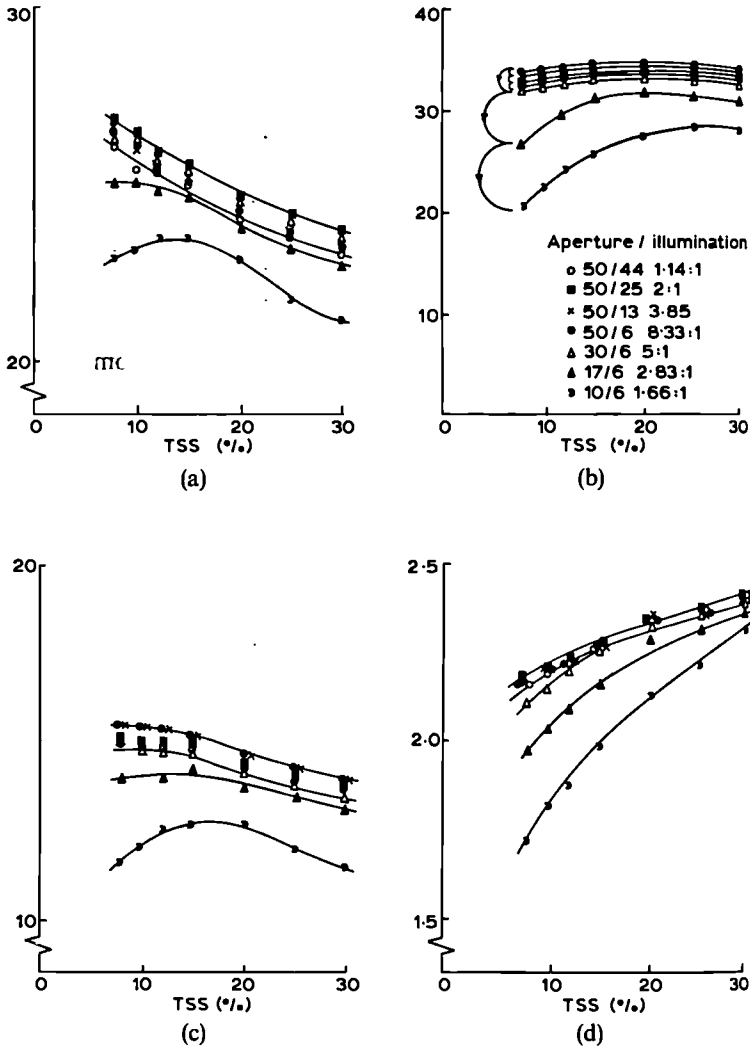 30
20
0 10 20 30
TSS (°/•)
(a)
40
30
20
10
0 10 20 30
TSS (°/•)
(b)
Aperture / illumination
50/44 1·14:1
50/25 2:1
50/13 3·85
50/6 8·33:1
30/6 5:1
17/6 2·83:1
10/6 1·66:1
20
10
0 10 20 30
TSS (°/•)
(c)
2·5
2·0
1·5
0 10 20 30
TSS (°/•)
(d)